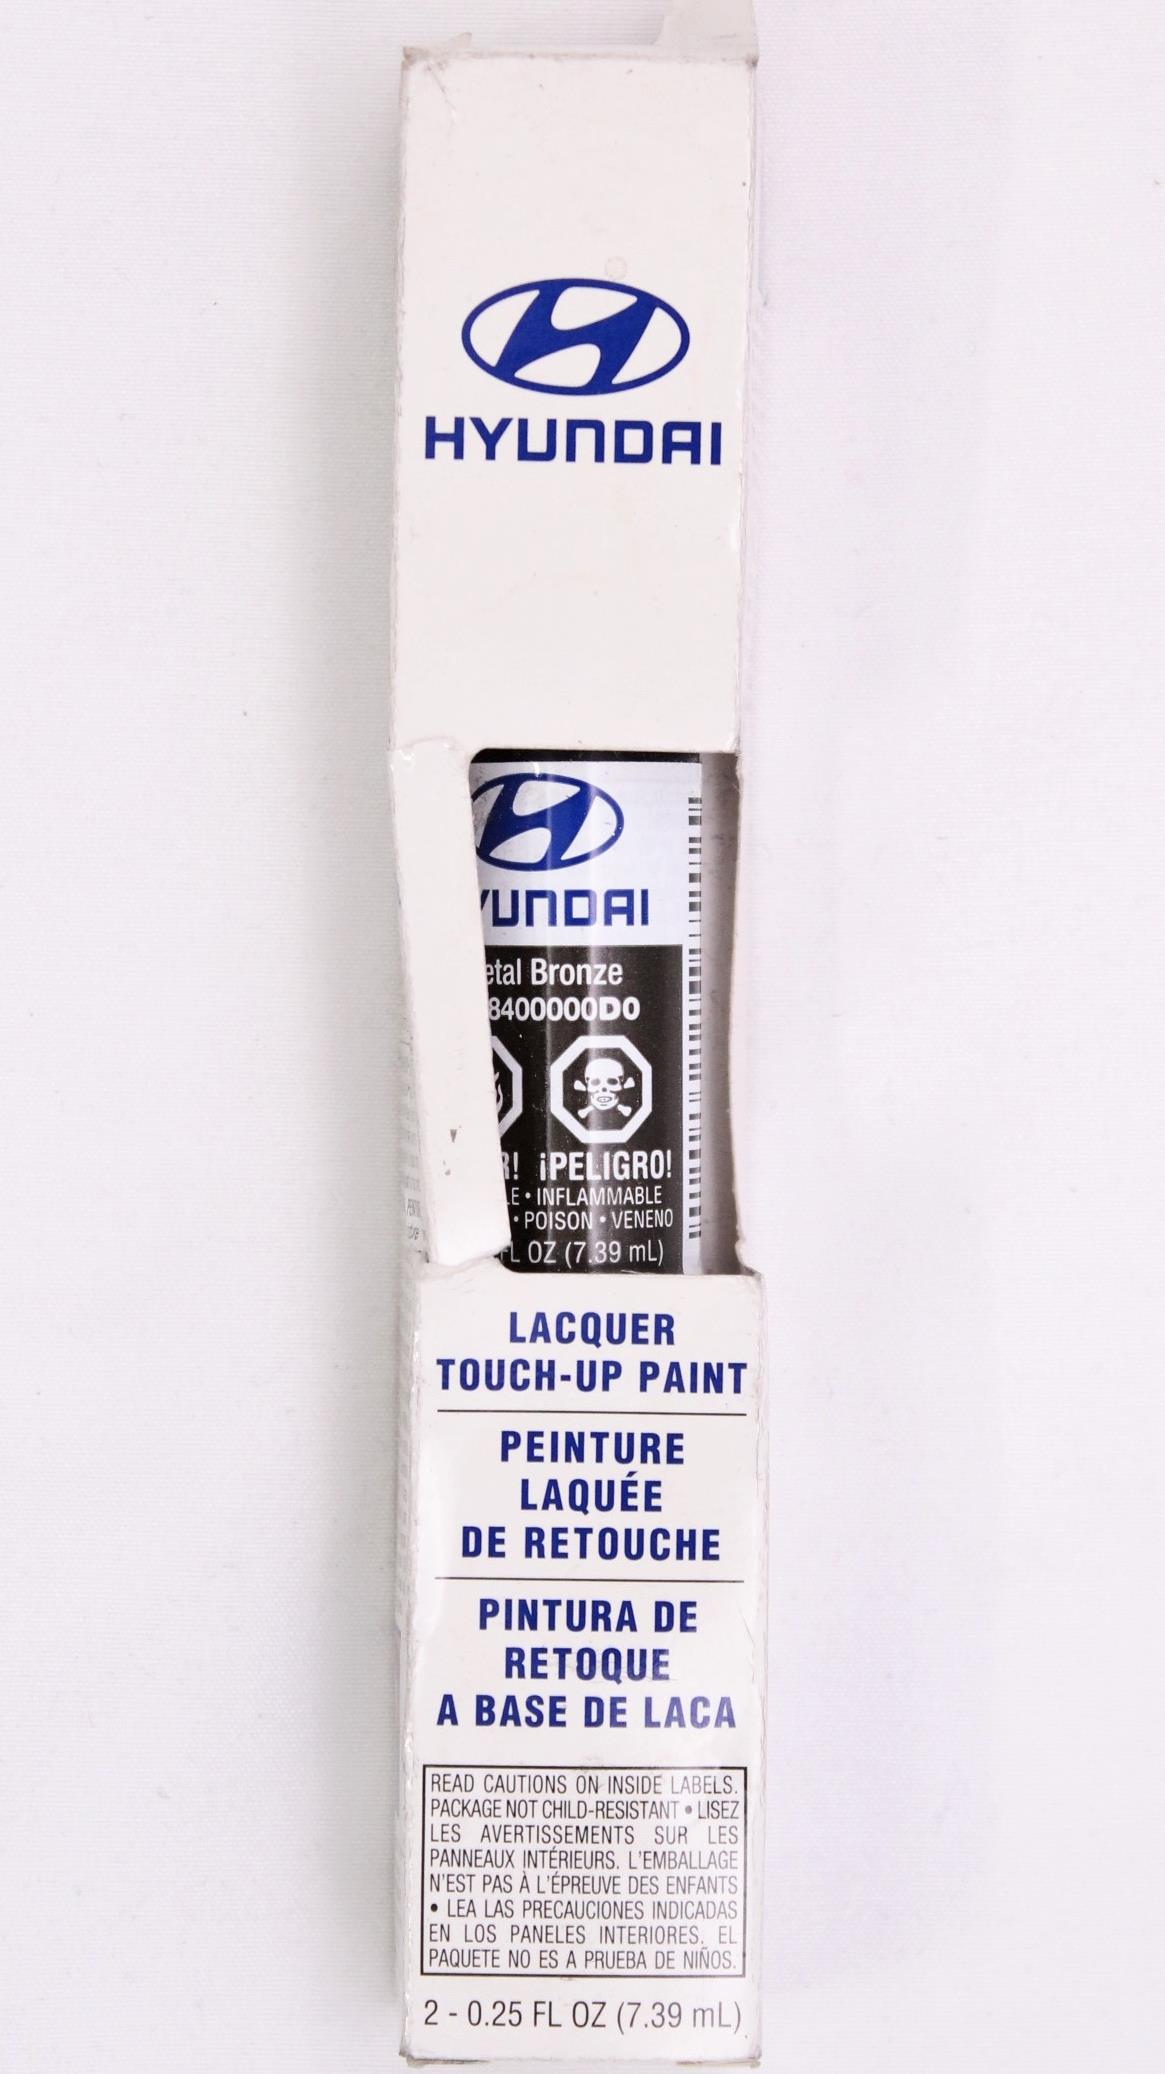 HYUNDAI
YUNDAI
etal Bronze
8400000D0
R! ¡PELIGRO!
LE • INFLAMMABLE
• POISON • VENENO
FL OZ (7.39 mL)
LACQUER
TOUCH-UP PAINT
PEINTURE
LAQUÉE
DE RETOUCHE
PINTURA DE
RETOQUE
A BASE DE LACA
READ CAUTIONS ON INSIDE LABELS.
PACKAGE NOT CHILD-RESISTANT • LISEZ
LES AVERTISSEMENTS SUR LES
PANNEAUX INTÉRIEURS. L'EMBALLAGE
N'EST PAS À L'ÉPREUVE DES ENFANTS
• LEA LAS PRECAUCIONES INDICADAS
EN LOS PANELES INTERIORES. EL
PAQUETE NO ES A PRUEBA DE NIÑOS.
2 - 0.25 FL OZ (7.39 mL)